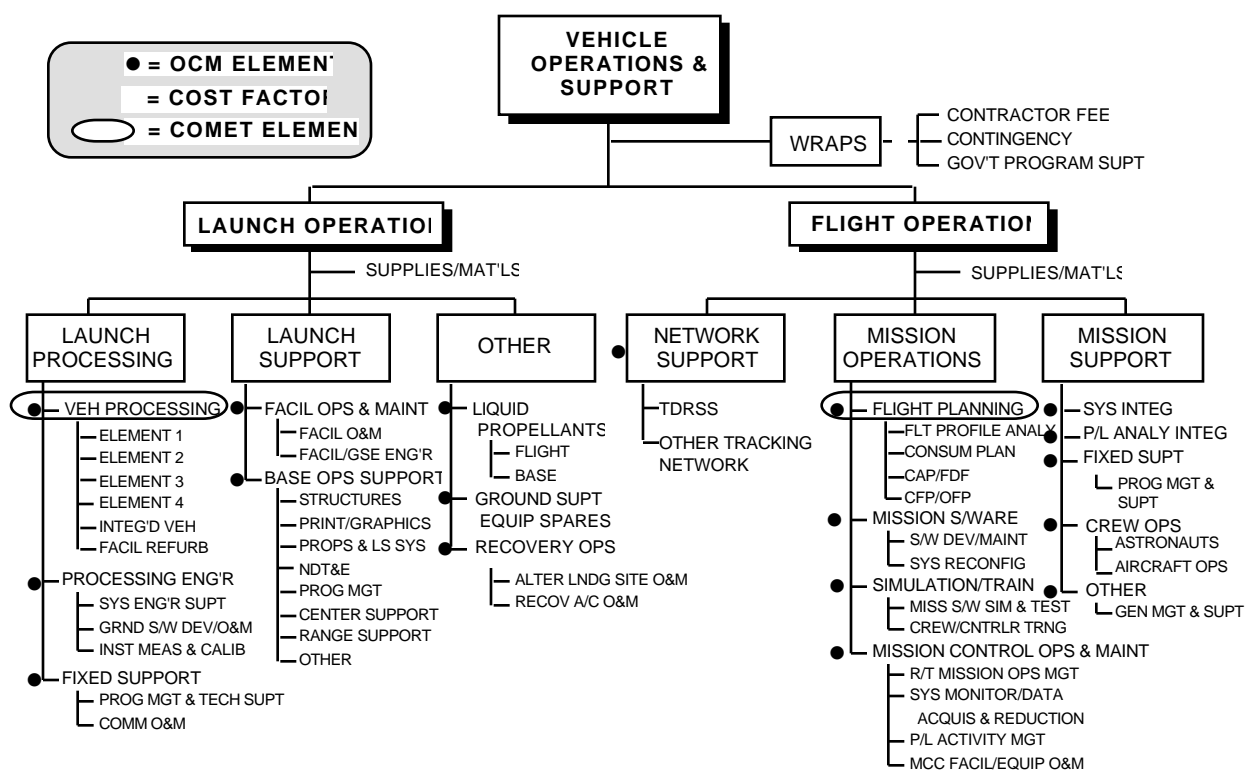 VEHICLE
OPERATIONS &
SUPPORT
● = OCM ELEMENT
= COST FACTOR
= COMET ELEMEN
WRAPS
CONTRACTOR FEE
CONTINGENCY
GOV'T PROGRAM SUPT
LAUNCH OPERATIO
FLIGHT OPERATION
SUPPLIES/MAT'LS
SUPPLIES/MAT'LS
LAUNCH
PROCESSING
LAUNCH
SUPPORT
OTHER
NETWORK
SUPPORT
MISSION
OPERATIONS
MISSION
SUPPORT
VEH PROCESSING
ELEMENT 1
ELEMENT 2
ELEMENT 3
ELEMENT 4
INTEG'D VEH
FACIL REFURB
PROCESSING ENG'R
SYS ENG'R SUPT
GRND S/W DEV/O&M
INST MEAS & CALIB
FIXED SUPPORT
PROG MGT & TECH SUPT
COMM O&M
FACIL OPS & MAINT
FACIL O&M
FACIL/GSE ENG'R
BASE OPS SUPPORT
STRUCTURES
PRINT/GRAPHICS
PROPS & LS SYS
NDT&E
PROG MGT
CENTER SUPPORT
RANGE SUPPORT
OTHER
LIQUID
PROPELLANTS
FLIGHT
BASE
GROUND SUPT
EQUIP SPARES
RECOVERY OPS
ALTER LNDG SITE O&M
RECOV A/C O&M
TDRSS
OTHER TRACKING
NETWORK
FLIGHT PLANNING
FLT PROFILE ANALY
CONSUM PLAN
CAP/FDF
CFP/OFP
MISSION S/WARE
S/W DEV/MAINT
SYS RECONFIG
SIMULATION/TRAIN
MISS S/W SIM & TEST
CREW/CNTRLR TRNG
MISSION CONTROL OPS & MAINT
R/T MISSION OPS MGT
SYS MONITOR/DATA
ACQUIS & REDUCTION
P/L ACTIVITY MGT
MCC FACIL/EQUIP O&M
SYS INTEG
P/L ANALY INTEG
FIXED SUPT
PROG MGT &
SUPT
CREW OPS
ASTRONAUTS
AIRCRAFT OPS
OTHER
GEN MGT & SUPT